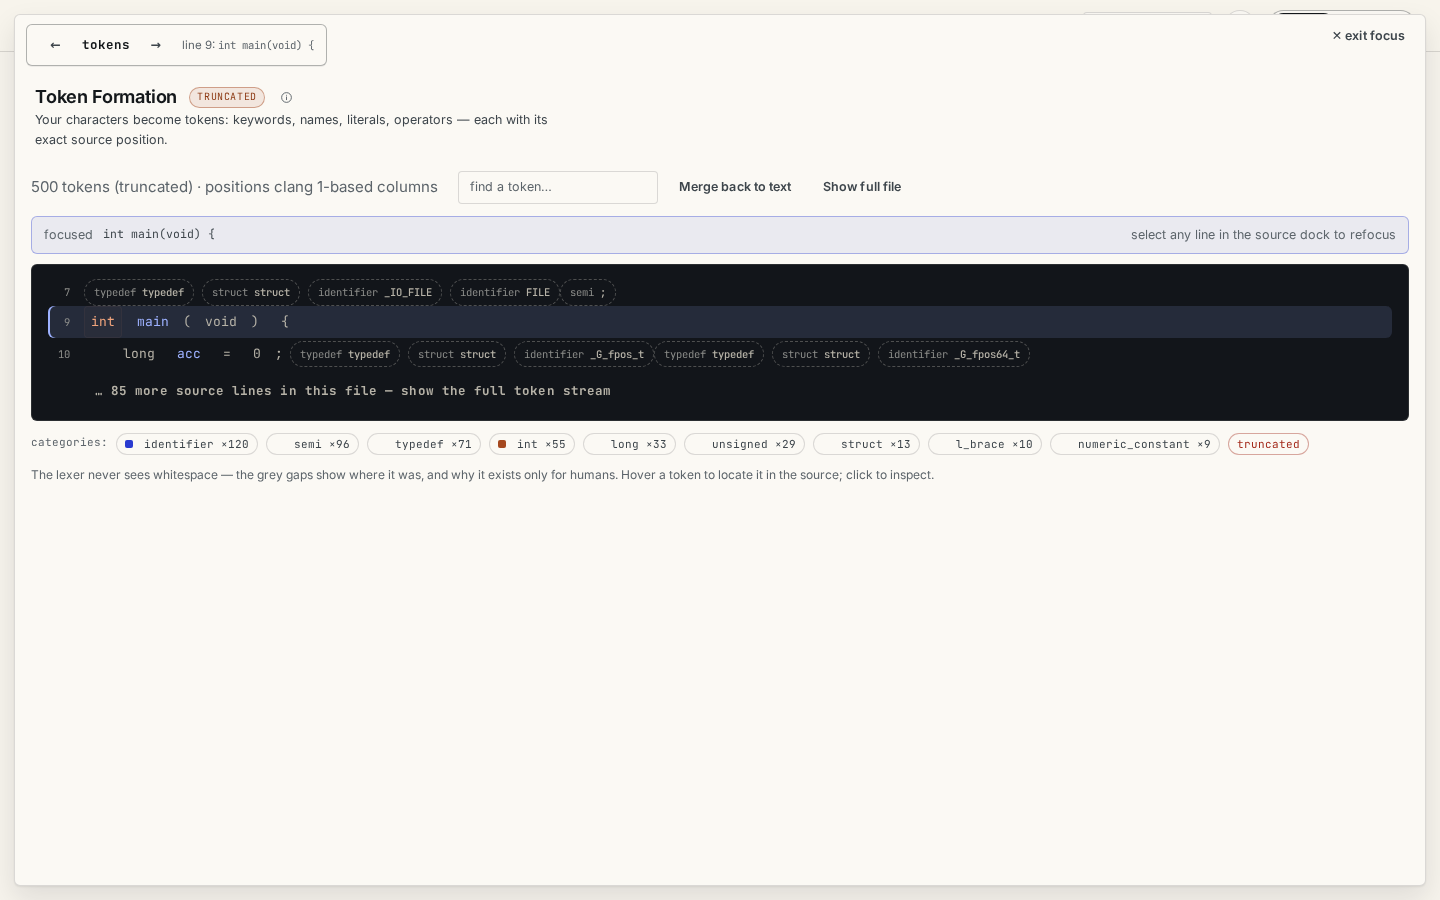 ← tokens → line 9: int main(void) {
✕ exit focus
Token Formation TRUNCATED
Your characters become tokens: keywords, names, literals, operators — each with its
exact source position.
500 tokens (truncated) · positions clang 1-based columns find a token... Merge back to text Show full file
focused int main(void) { select any line in the source dock to refocus
7 typedef typedef struct struct identifier _IO_FILE identifier FILE semi ;
9 int main ( void ) {
10 long acc = 0 ; typedef typedef struct struct identifier _G_fpos_t typedef typedef struct struct identifier _G_fpos64_t
… 85 more source lines in this file — show the full token stream
categories: identifier ×120 semi ×96 typedef ×71 int ×55 long ×33 unsigned ×29 struct ×13 l_brace ×10 numeric_constant ×9 truncated
The lexer never sees whitespace — the grey gaps show where it was, and why it exists only for humans. Hover a token to locate it in the source; click to inspect.